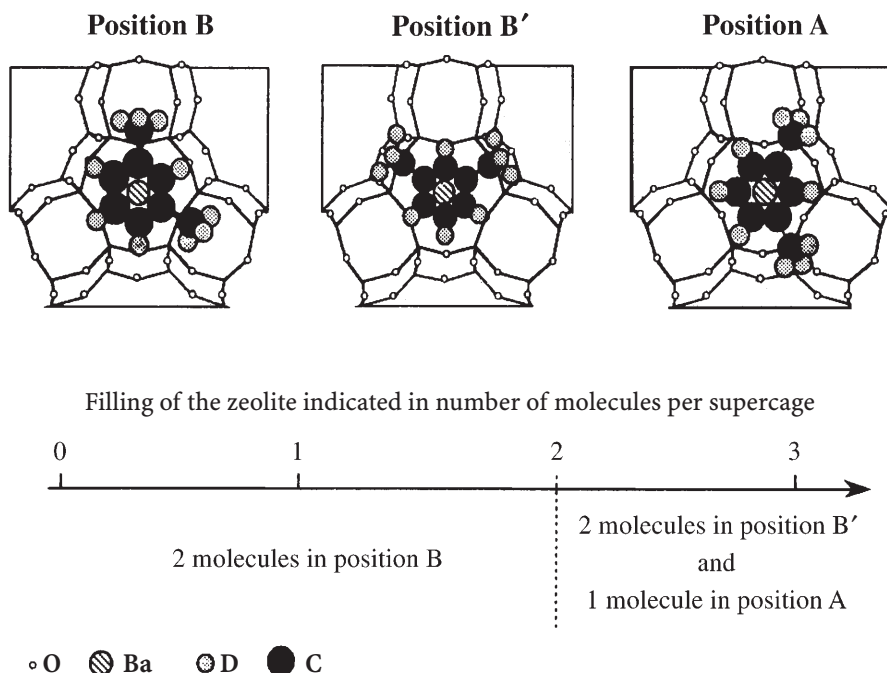 Position B Position B′ Position A
Filling of the zeolite indicated in number of molecules per supercage
0 1 2 3
2 molecules in position B
2 molecules in position B′
and
1 molecule in position A
O Ba D C